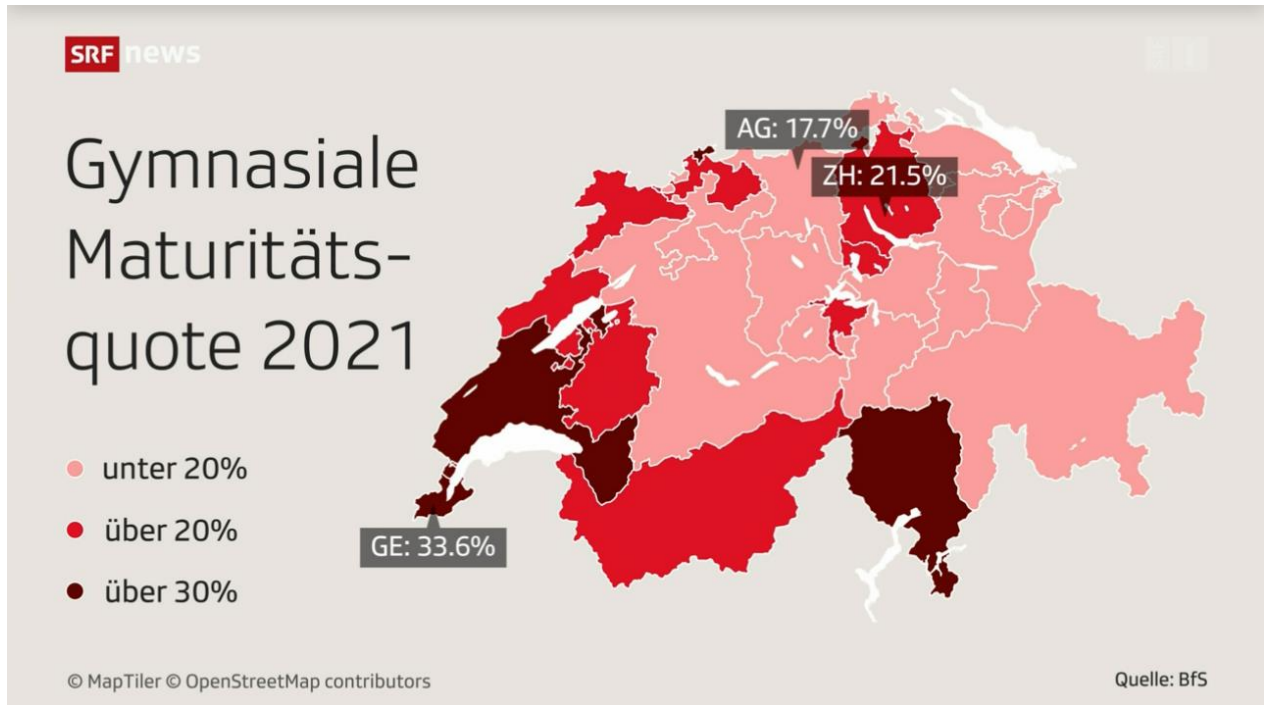 SRF news
Gymnasiale
Maturitäts-
quote 2021
unter 20%
über 20%
über 30%
AG: 17.7%
ZH: 21.5%
GE: 33.6%
© MapTiler © OpenStreetMap contributors
Quelle: BfS